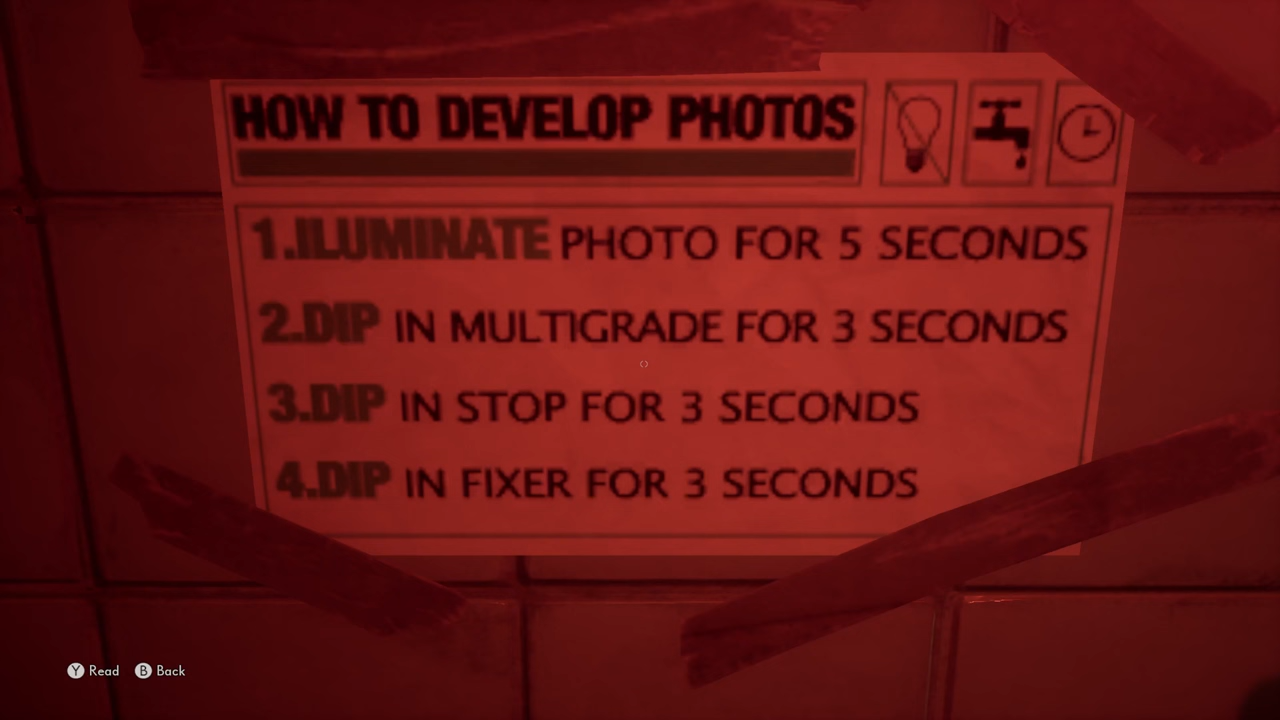 HOW TO DEVELOP PHOTOS
1.ILUMINATE PHOTO FOR 5 SECONDS
2.DIP IN MULTIGRADE FOR 3 SECONDS
3.DIP IN STOP FOR 3 SECONDS
4.DIP IN FIXER FOR 3 SECONDS
Y Read B Back